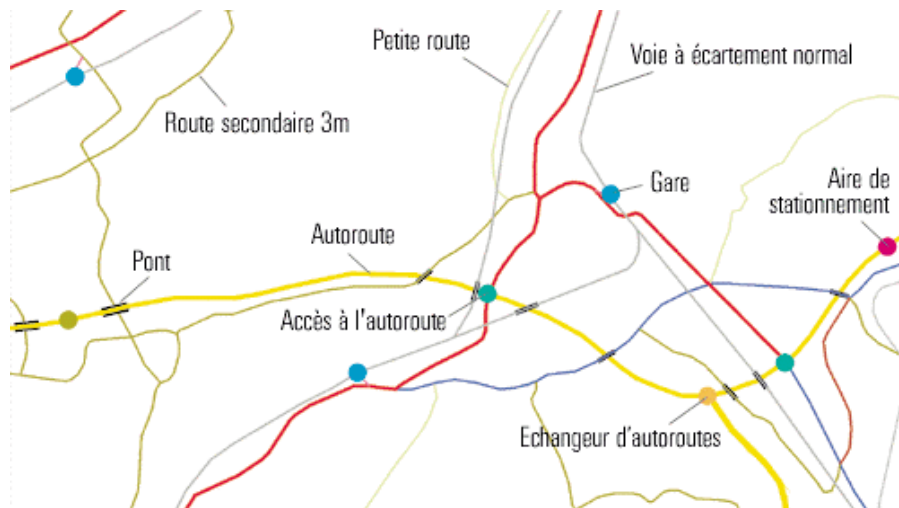 Petite route
Voie à écartement normal
Route secondaire 3m
Gare
Aire de
stationnement
Autoroute
Pont
Accès à l'autoroute
Echangeur d'autoroutes